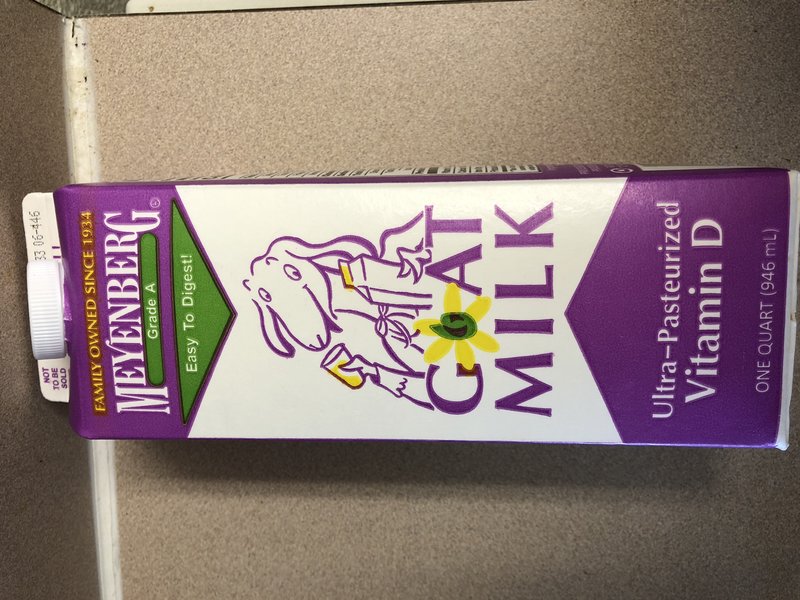 33 06-446
NOT
TO BE
SOLD
FAMILY OWNED SINCE 1934
MEYENBERG®
Grade A
Easy To Digest!
GOAT
MILK
Ultra-Pasteurized
Vitamin D
ONE QUART (946 mL)